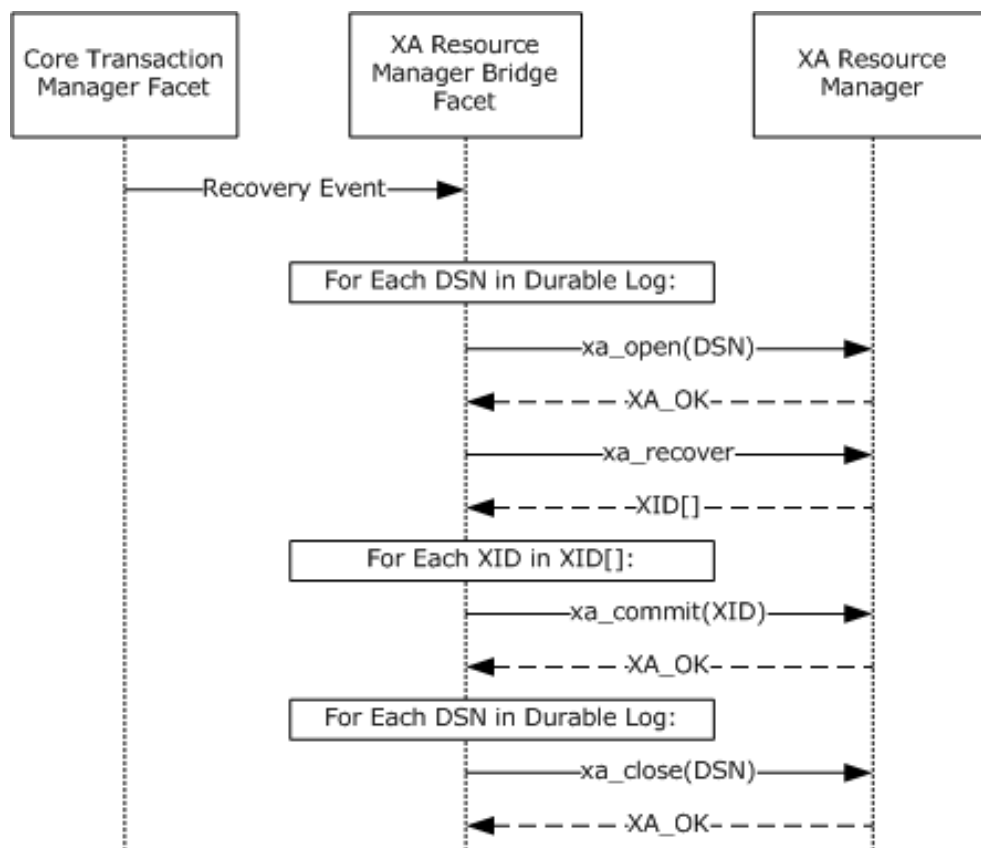 Core Transaction
Manager Facet
XA Resource
Manager Bridge
Facet
XA Resource
Manager
Recovery Event
For Each DSN in Durable Log:
xa_open(DSN)
XA_OK
xa_recover
XID[]
For Each XID in XID[]:
xa_commit(XID)
XA_OK
For Each DSN in Durable Log:
xa_close(DSN)
XA_OK